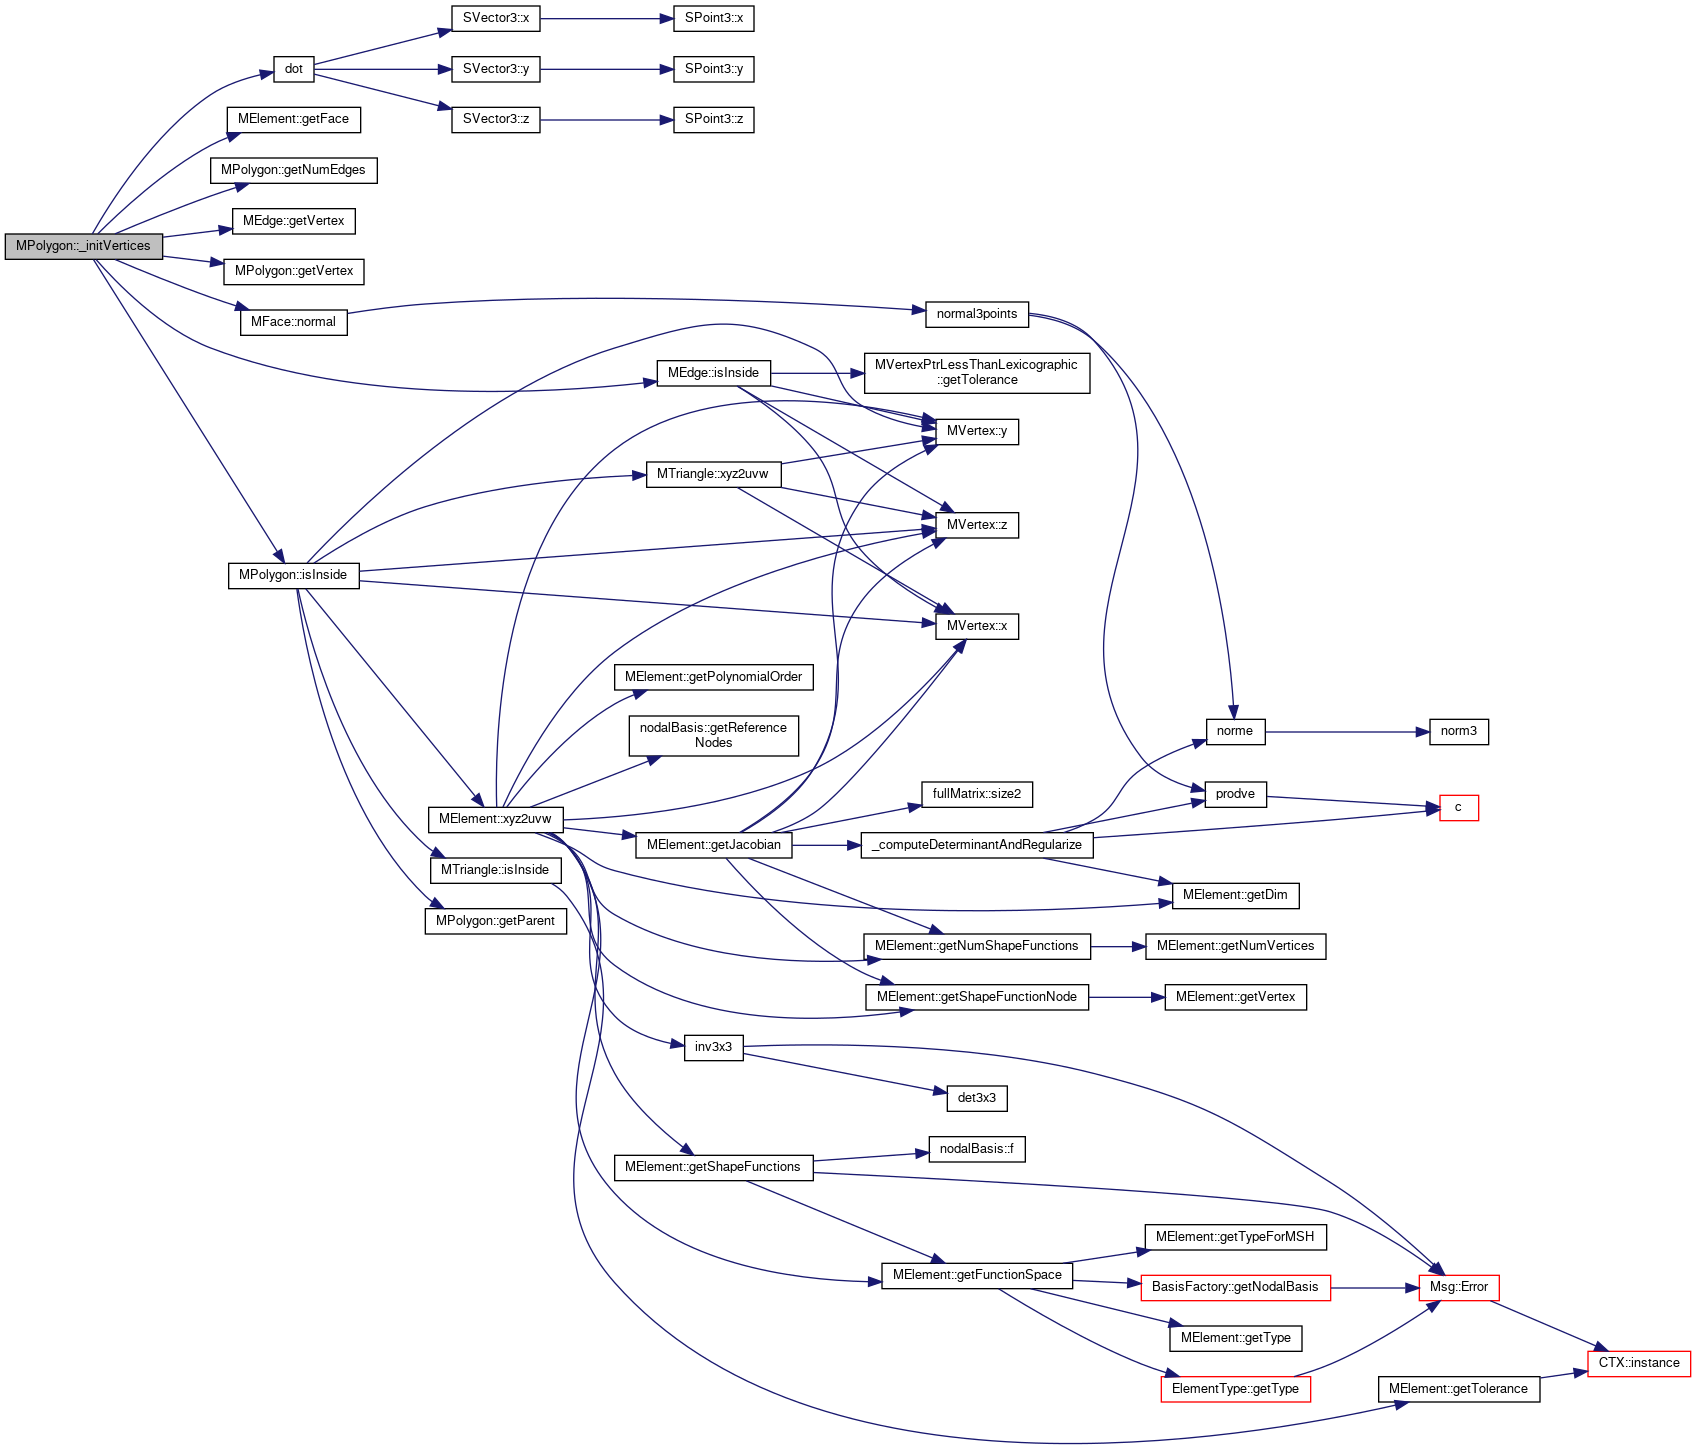 SVector3::x
SPoint3::x
dot
SVector3::y
SPoint3::y
MElement::getFace
SVector3::z
SPoint3::z
MPolygon::getNumEdges
MEdge::getVertex
MPolygon::_initVertices
MPolygon::getVertex
MFace::normal
normal3points
MEdge::isInside
MVertexPtrLessThanLexicographic
::getTolerance
MVertex::y
MTriangle::xyz2uvw
MVertex::z
MPolygon::isInside
MVertex::x
MElement::getPolynomialOrder
nodalBasis::getReference
Nodes
norme
norm3
fullMatrix::size2
prodve
c
MElement::xyz2uvw
MElement::getJacobian
_computeDeterminantAndRegularize
MTriangle::isInside
MElement::getDim
MPolygon::getParent
MElement::getNumShapeFunctions
MElement::getNumVertices
MElement::getShapeFunctionNode
MElement::getVertex
inv3x3
det3x3
nodalBasis::f
MElement::getShapeFunctions
MElement::getTypeForMSH
MElement::getFunctionSpace
BasisFactory::getNodalBasis
Msg::Error
MElement::getType
CTX::instance
ElementType::getType
MElement::getTolerance